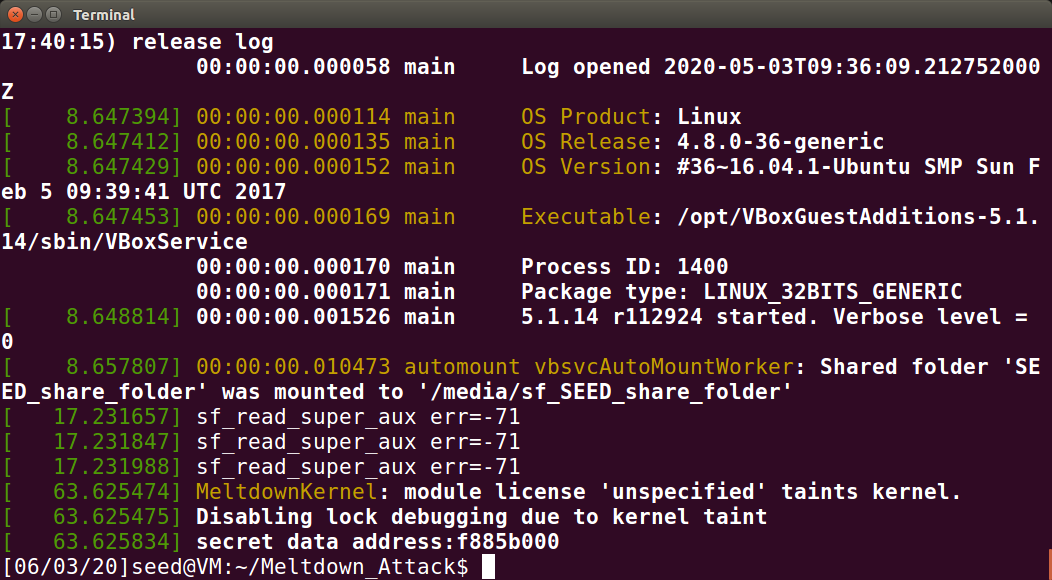 Terminal
17:40:15) release log
00:00:00.000058 main     Log opened 2020-05-03T09:36:09.212752000
Z
[    8.647394] 00:00:00.000114 main     OS Product: Linux
[    8.647412] 00:00:00.000135 main     OS Release: 4.8.0-36-generic
[    8.647429] 00:00:00.000152 main     OS Version: #36~16.04.1-Ubuntu SMP Sun F
eb 5 09:39:41 UTC 2017
[    8.647453] 00:00:00.000169 main     Executable: /opt/VBoxGuestAdditions-5.1.
14/sbin/VBoxService
00:00:00.000170 main     Process ID: 1400
00:00:00.000171 main     Package type: LINUX_32BITS_GENERIC
[    8.648814] 00:00:00.001526 main     5.1.14 r112924 started. Verbose level =
0
[    8.657807] 00:00:00.010473 automount vbsvcAutoMountWorker: Shared folder 'SE
ED_share_folder' was mounted to '/media/sf_SEED_share_folder'
[   17.231657] sf_read_super_aux err=-71
[   17.231847] sf_read_super_aux err=-71
[   17.231988] sf_read_super_aux err=-71
[   63.625474] MeltdownKernel: module license 'unspecified' taints kernel.
[   63.625475] Disabling lock debugging due to kernel taint
[   63.625834] secret data address:f885b000
[06/03/20]seed@VM:~/Meltdown_Attack$